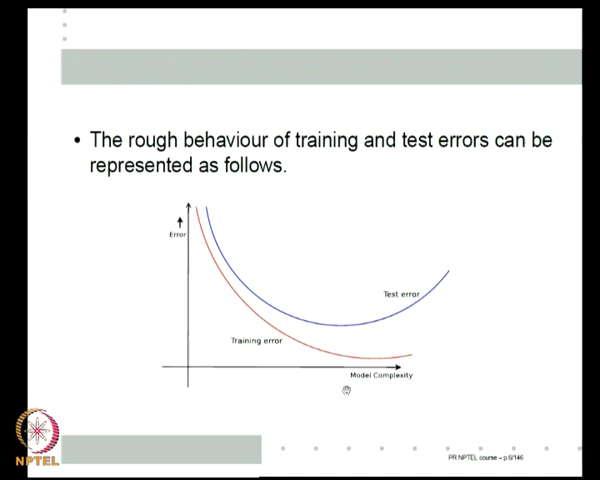 • The rough behaviour of training and test errors can be
represented as follows.
Error
Test error
Training error
Model Complexity
NPTEL
PR NPTEL course – p.6/146